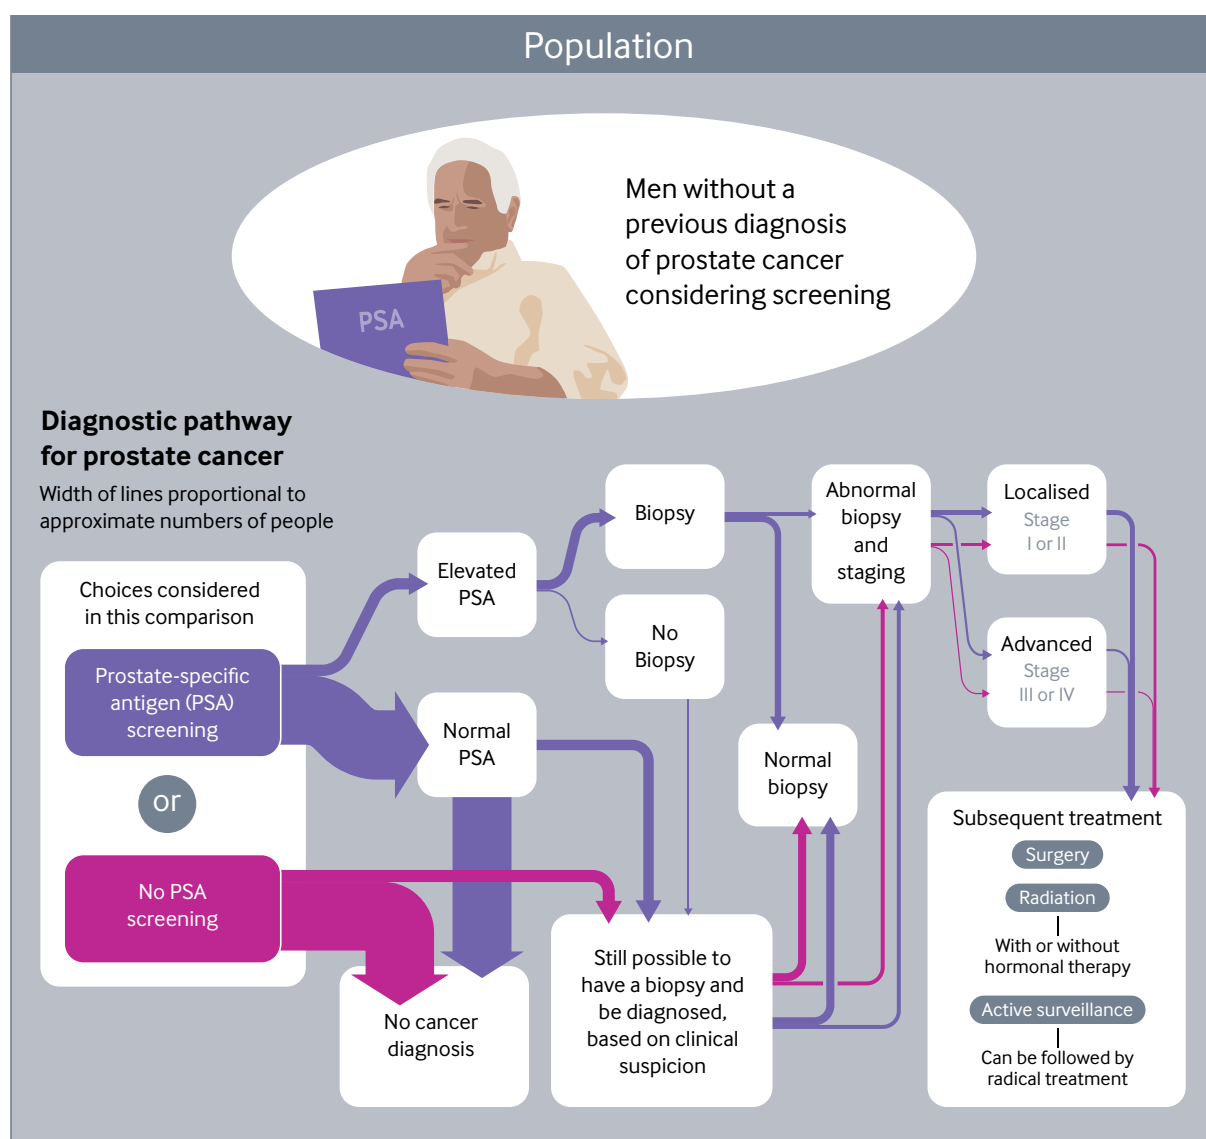 Population
Men without a
previous diagnosis
of prostate cancer
considering screening
PSA
Diagnostic pathway
for prostate cancer
Width of lines proportional to
approximate numbers of people
Choices considered
in this comparison
Prostate-specific
antigen (PSA)
screening
or
No PSA
screening
Elevated
PSA
Normal
PSA
No cancer
diagnosis
Biopsy
No
Biopsy
Still possible to
have a biopsy and
be diagnosed,
based on clinical
suspicion
Normal
biopsy
Abnormal
biopsy
and
staging
Localised
Stage
I or II
Advanced
Stage
III or IV
Subsequent treatment
Surgery
Radiation
With or without
hormonal therapy
Active surveillance
Can be followed by
radical treatment